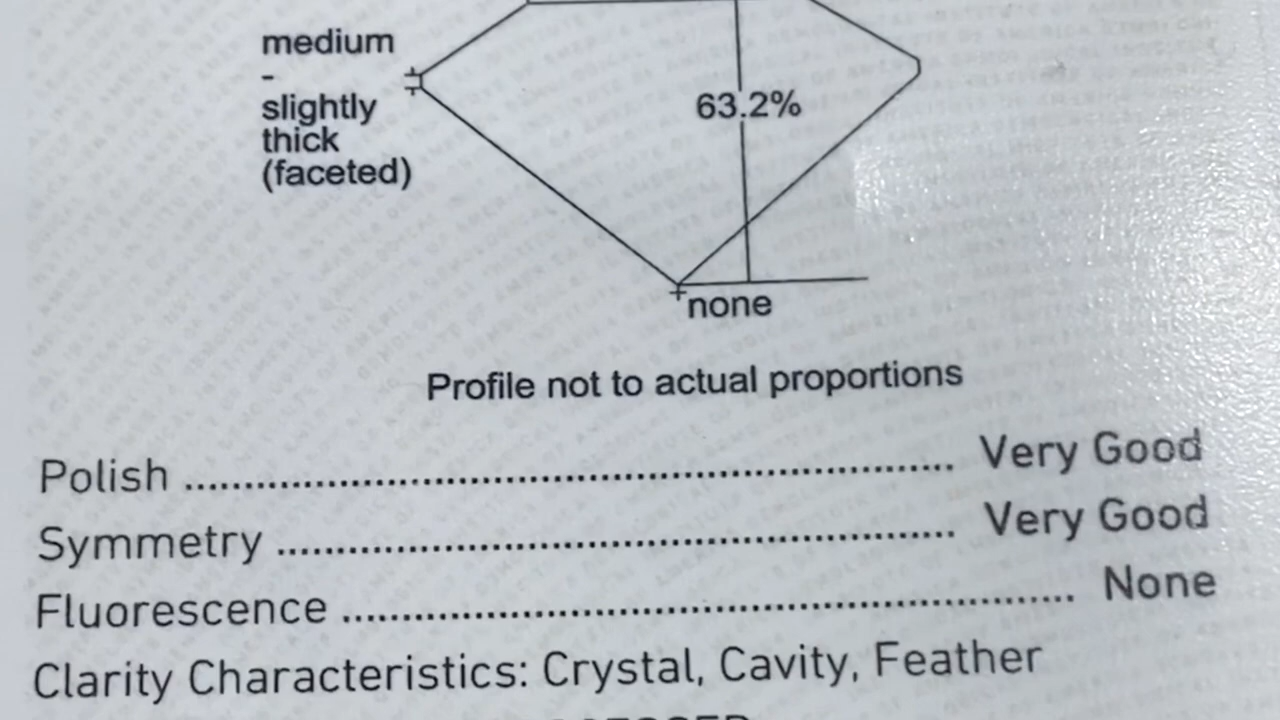 medium
-
slightly
thick
(faceted)
63.2%
none
Profile not to actual proportions
Polish ........................................ Very Good
Symmetry ........................................ Very Good
Fluorescence ........................................ None
Clarity Characteristics: Crystal, Cavity, Feather